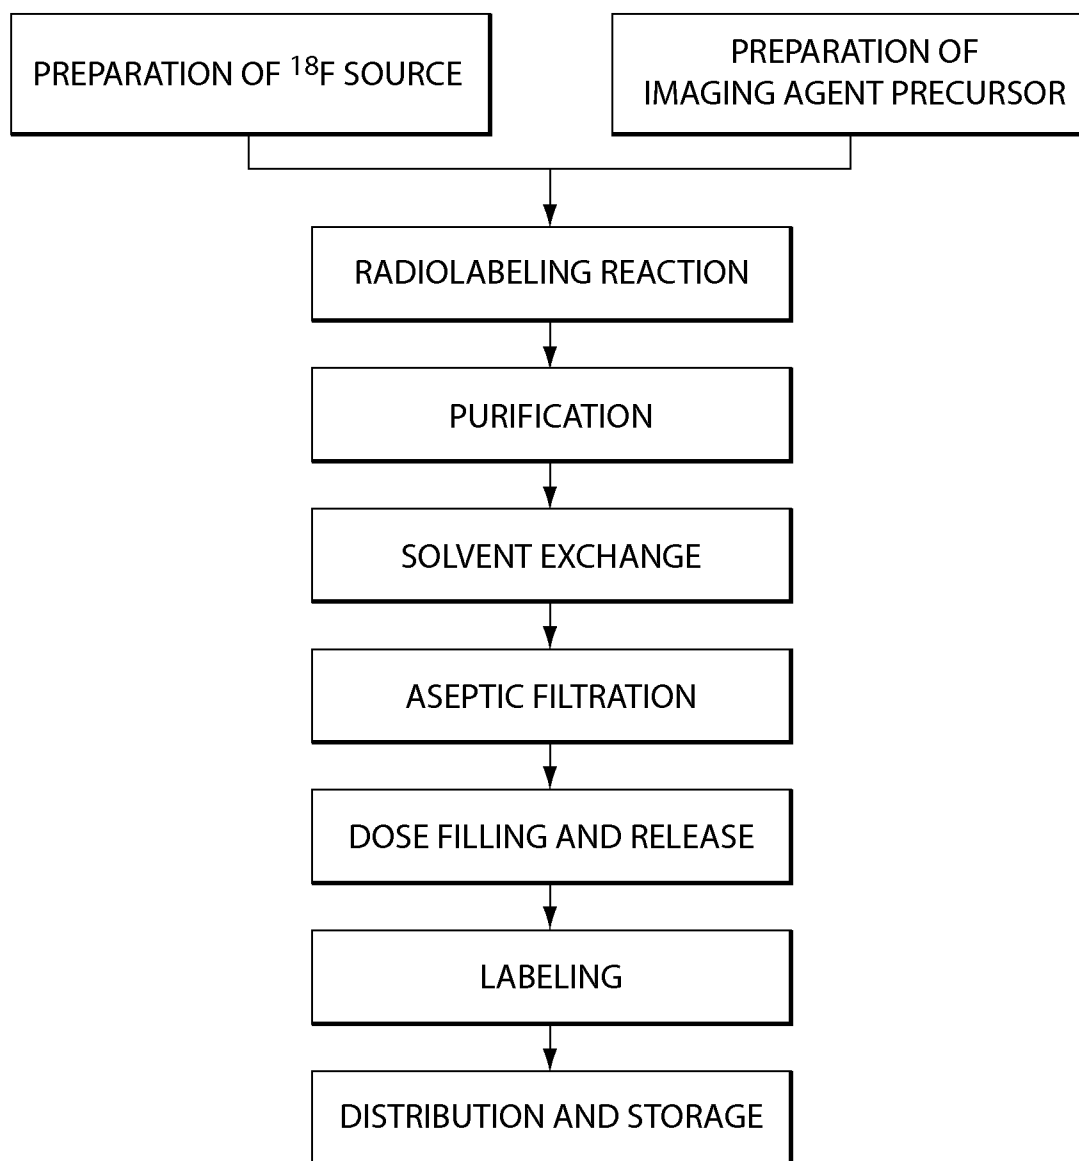 PREPARATION OF ¹⁸F SOURCE
PREPARATION OF
IMAGING AGENT PRECURSOR
RADIOLABELING REACTION
PURIFICATION
SOLVENT EXCHANGE
ASEPTIC FILTRATION
DOSE FILLING AND RELEASE
LABELING
DISTRIBUTION AND STORAGE